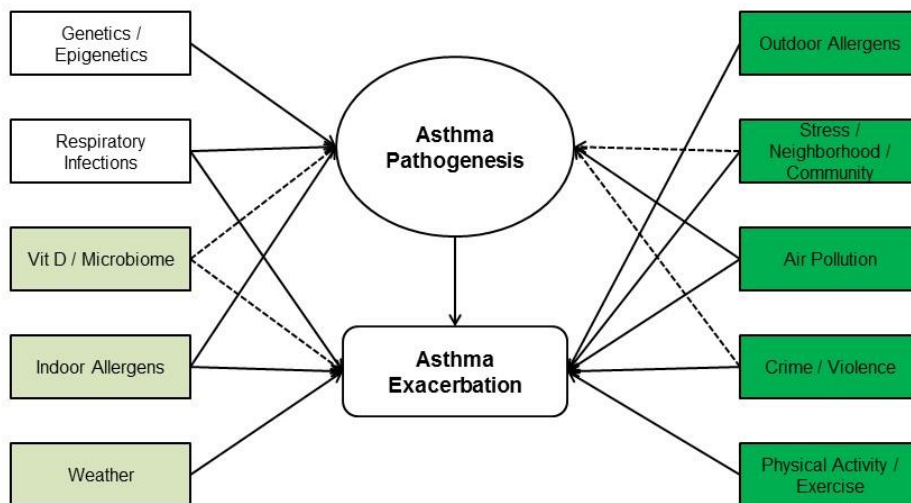 Genetics /
Epigenetics
Respiratory
Infections
Vit D / Microbiome
Indoor Allergens
Weather
Asthma
Pathogenesis
Asthma
Exacerbation
Outdoor Allergens
Stress /
Neighborhood /
Community
Air Pollution
Crime / Violence
Physical Activity /
Exercise